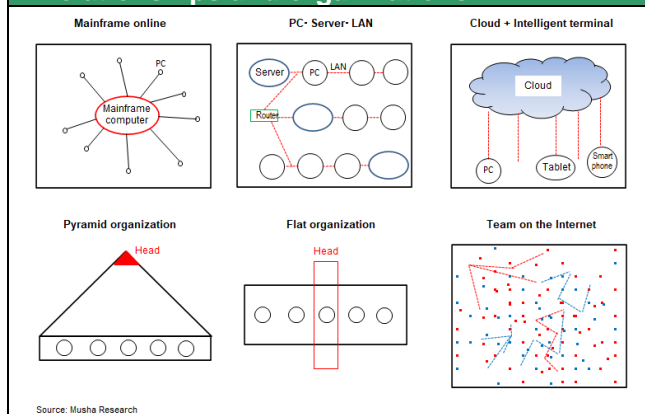 Mainframe online
PC・Server・LAN
Cloud + Intelligent terminal
PC
Mainframe
computer
Server
PC
LAN
Router
Cloud
PC
Tablet
Smart
phone
Pyramid organization
Flat organization
Team on the Internet
Head
Head
Source: Musha Research